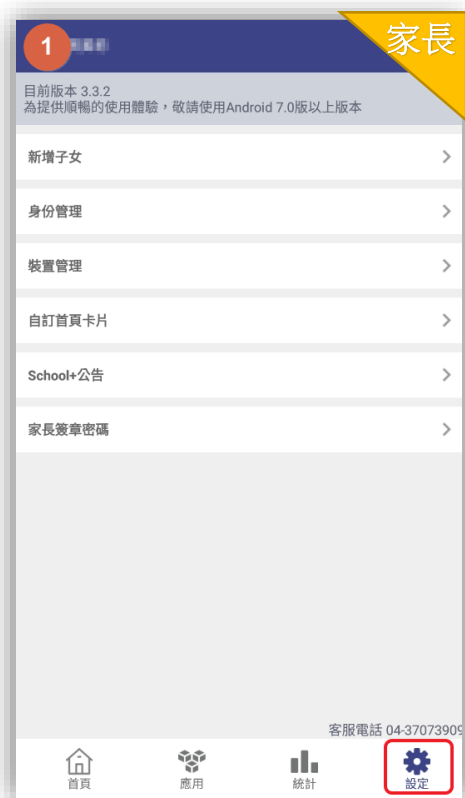 1
家長
目前版本 3.3.2
為提供順暢的使用體驗，敬請使用Android 7.0版以上版本
新增子女
身份管理
裝置管理
自訂首頁卡片
School+公告
家長簽章密碼
客服電話 04-37073909
首頁
應用
統計
設定